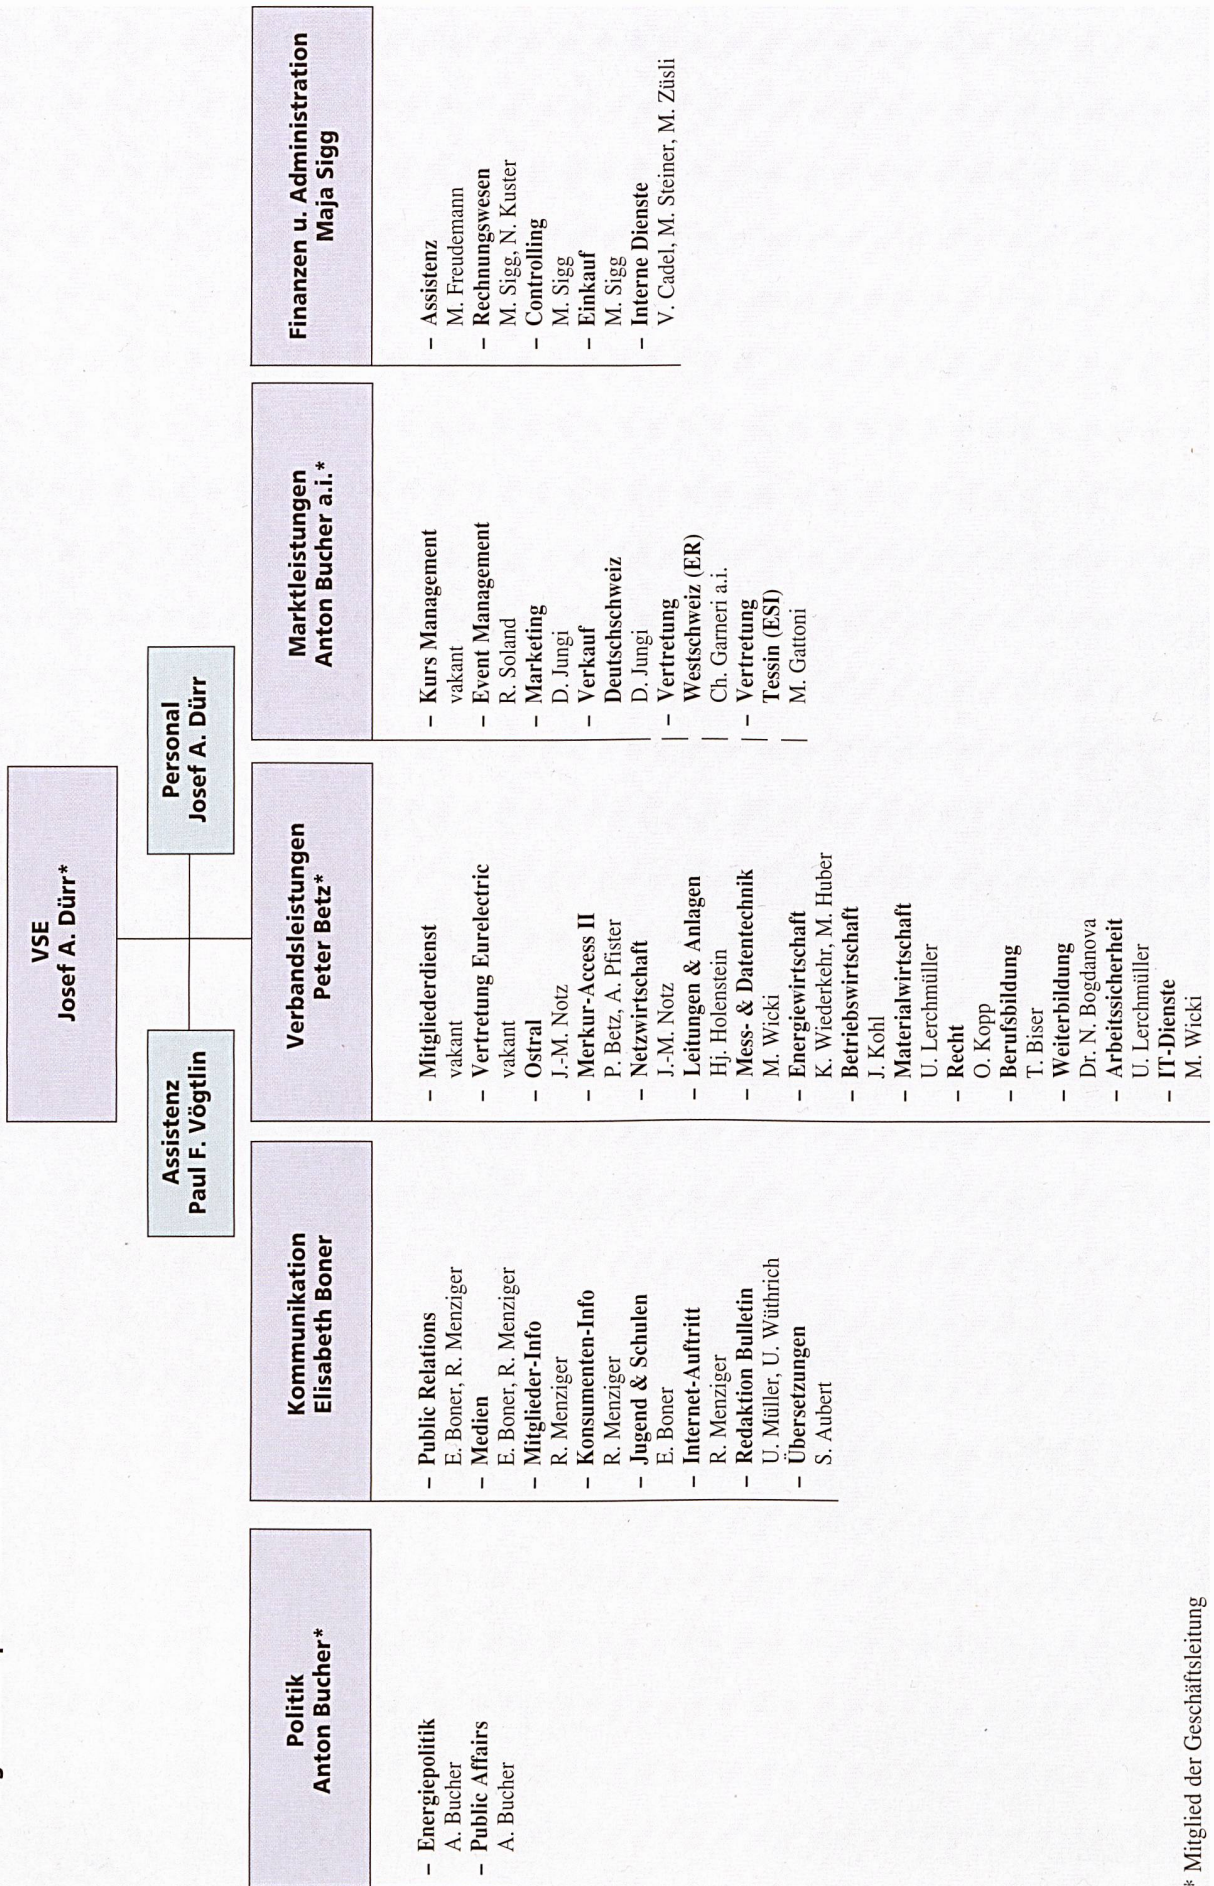 VSE
Josef A. Dürr*
Assistenz
Paul F. Vögtlin
Personal
Josef A. Dürr
Politik
Anton Bucher*
– Energiepolitik
A. Bucher
– Public Affairs
A. Bucher
Kommunikation
Elisabeth Boner
– Public Relations
E. Boner, R. Menziger
– Medien
E. Boner, R. Menziger
– Mitglieder-Info
R. Menziger
– Konsumenten-Info
R. Menziger
– Jugend & Schulen
E. Boner
– Internet-Auftritt
R. Menziger
– Redaktion Bulletin
U. Müller, U. Wüthrich
– Übersetzungen
S. Aubert
Verbandsleistungen
Peter Betz*
– Mitgliederdienst
vakant
– Vertretung Eurelectric
vakant
– Ostral
J.-M. Notz
– Merkur-Access II
P. Betz, A. Pfister
– Netzwirtschaft
J.-M. Notz
– Leitungen & Anlagen
Hj. Holenstein
– Mess- & Datentechnik
M. Wicki
– Energiewirtschaft
K. Wiederkehr, M. Huber
– Betriebswirtschaft
J. Kohl
– Materialwirtschaft
U. Lerchmüller
– Recht
O. Kopp
– Berufsbildung
T. Biser
– Weiterbildung
Dr. N. Bogdanova
– Arbeitssicherheit
U. Lerchmüller
– IT-Dienste
M. Wicki
Marktleistungen
Anton Bucher a.i.*
– Kurs Management
vakant
– Event Management
R. Soland
– Marketing
D. Jungi
– Verkauf
Deutschschweiz
D. Jungi
– Vertretung
Westschweiz (ER)
Ch. Garneri a.i.
– Vertretung
Tessin (ESI)
M. Gattoni
Finanzen u. Administration
Maja Sigg
– Assistenz
M. Freudemann
– Rechnungswesen
M. Sigg, N. Kuster
– Controlling
M. Sigg
– Einkauf
M. Sigg
– Interne Dienste
V. Cadel, M. Steiner, M. Züsli
* Mitglied der Geschäftsleitung